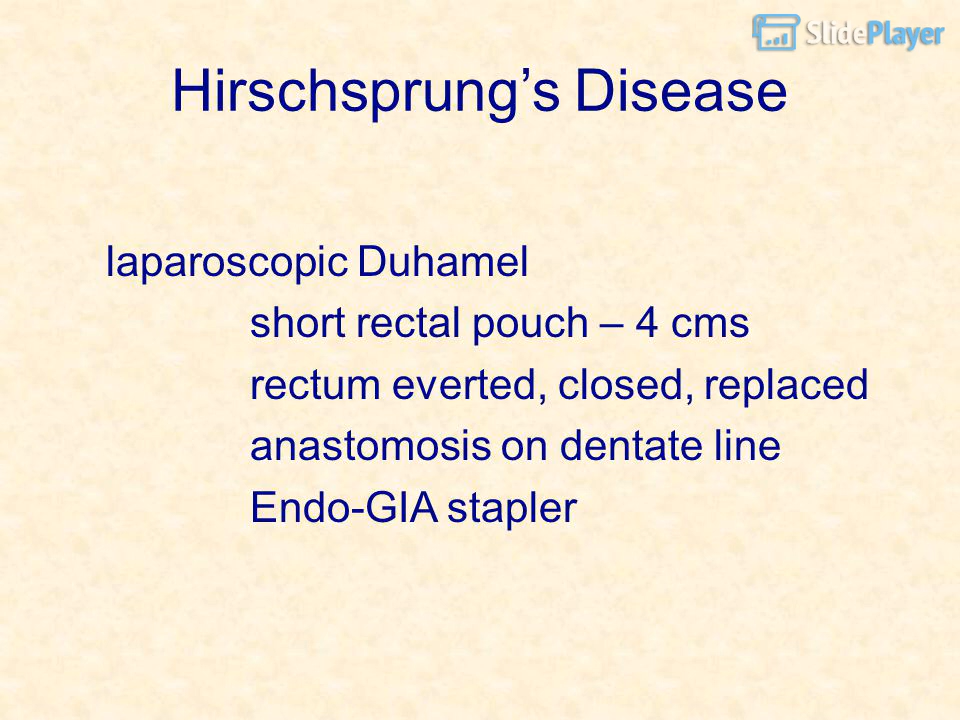 SlidePlayer
Hirschsprung’s Disease
laparoscopic Duhamel
short rectal pouch – 4 cms
rectum everted, closed, replaced
anastomosis on dentate line
Endo-GIA stapler